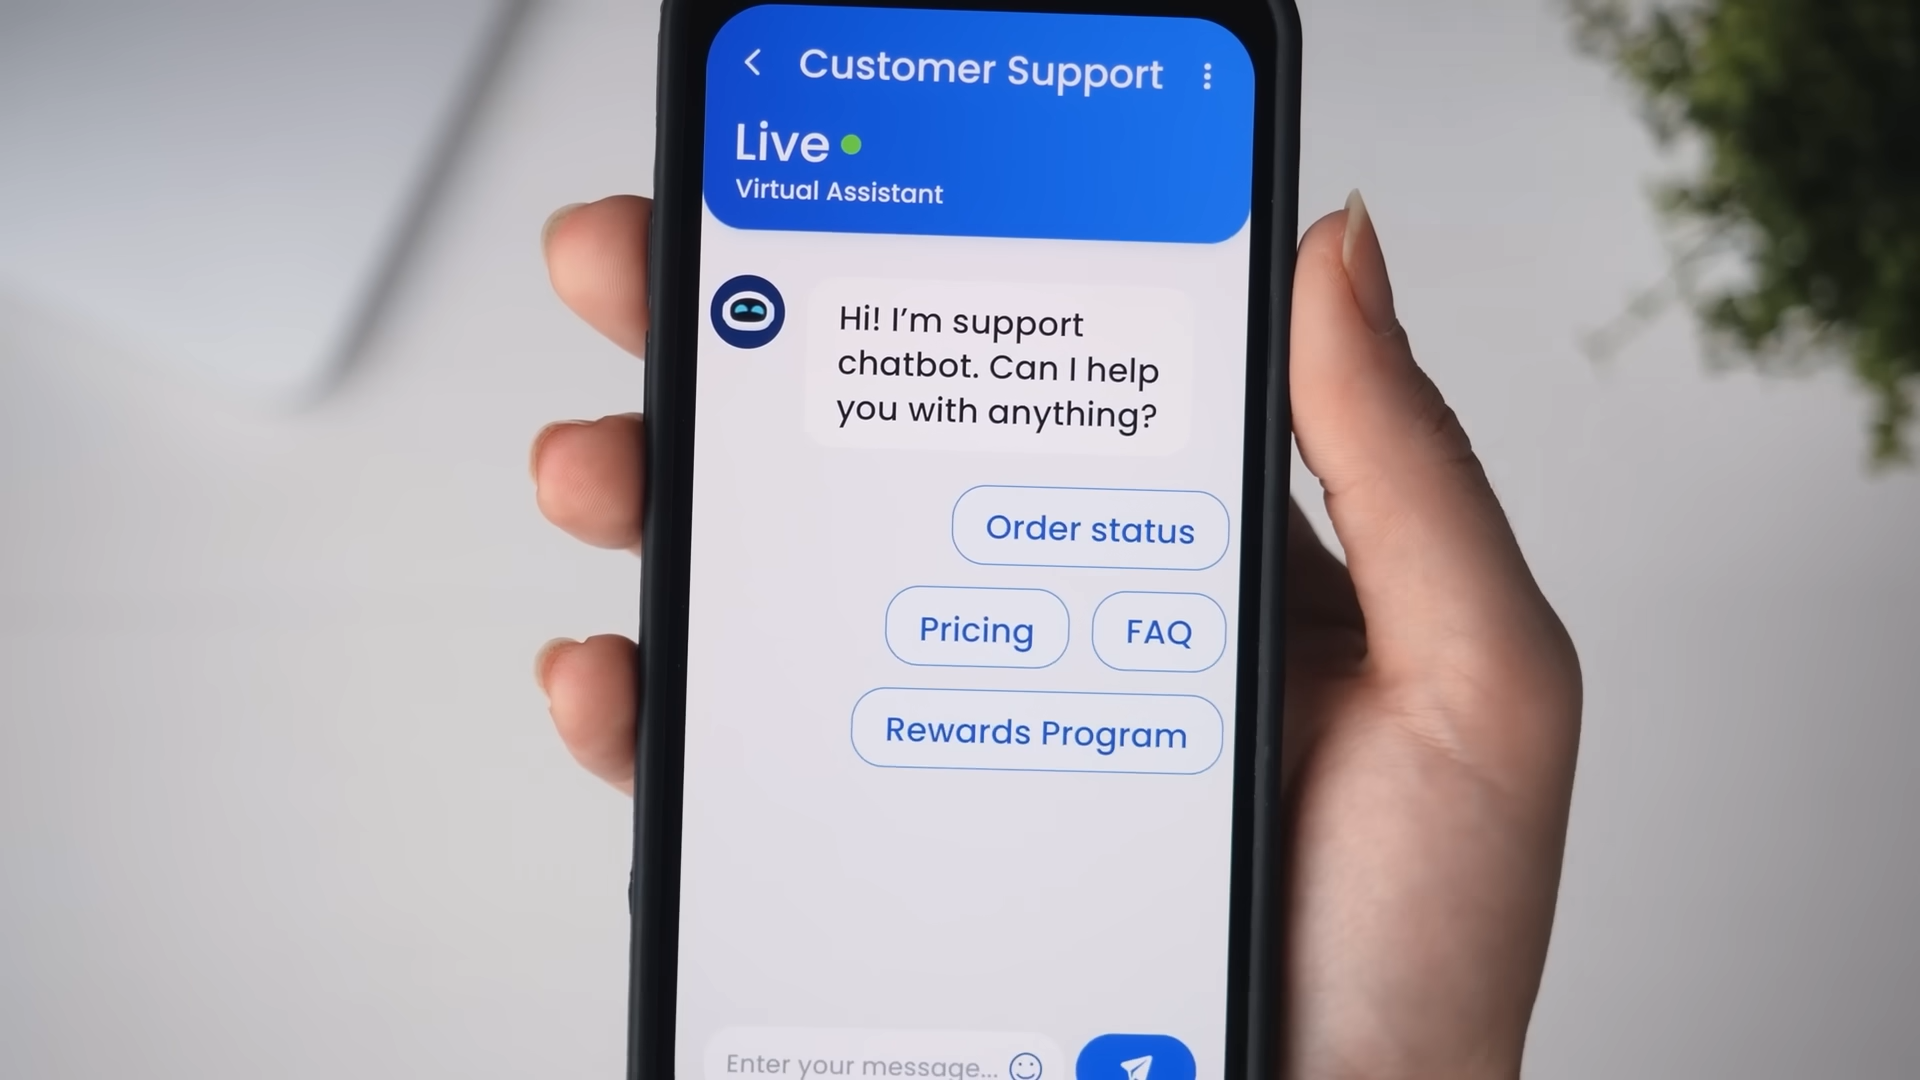 Customer Support
Live
Virtual Assistant
Hi! I’m support
chatbot. Can I help
you with anything?
Order status
Pricing FAQ
Rewards Program
Enter your message...